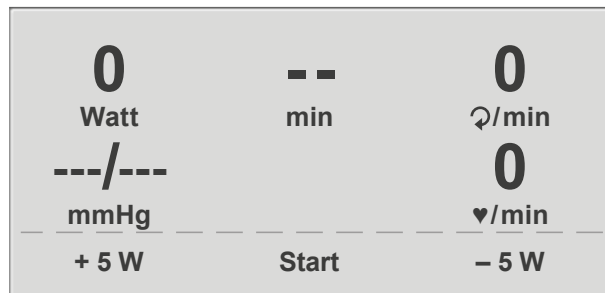 0 -- 0
Watt min /min
---/--- 0
mmHg ♥/min
+ 5 W Start – 5 W